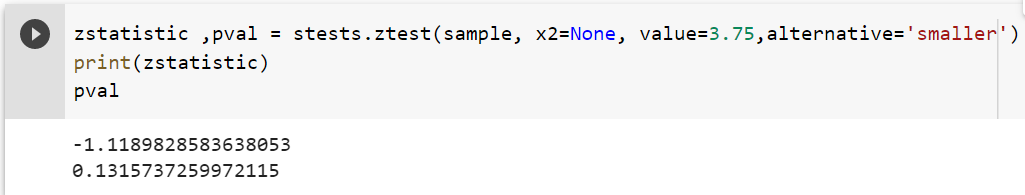 zstatistic ,pval = stests.ztest(sample, x2=None, value=3.75,alternative='smaller')
print(zstatistic)
pval
-1.1189828583638053
0.1315737259972115